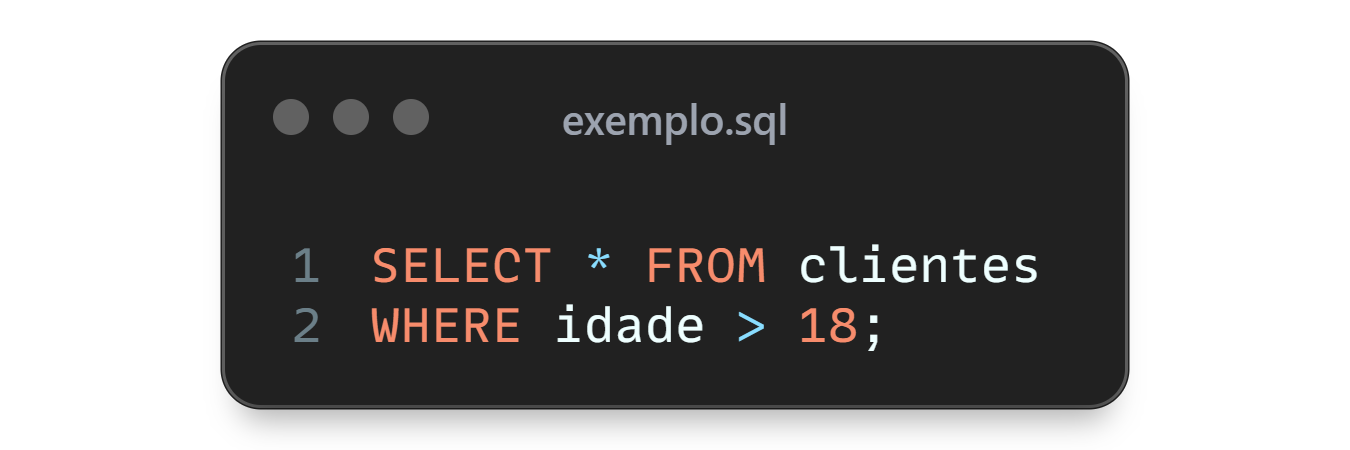 exemplo.sql
1 SELECT * FROM clientes
2 WHERE idade > 18;